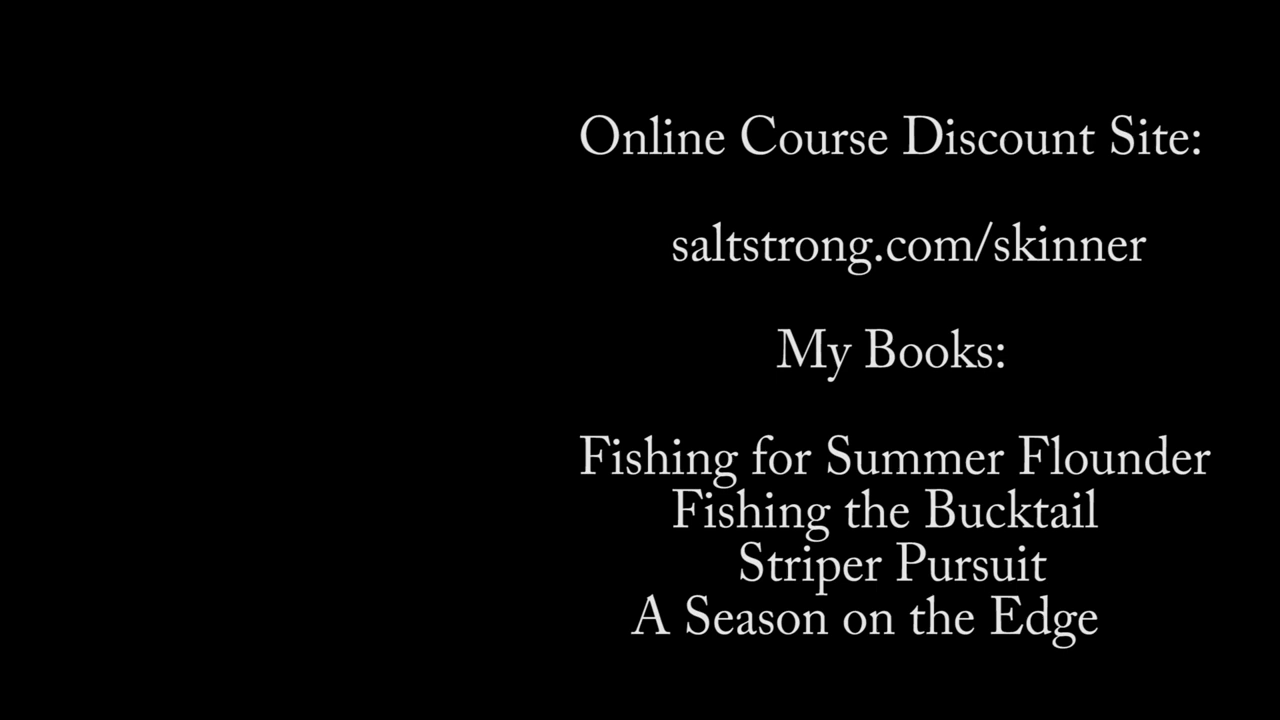 Online Course Discount Site:
saltstrong.com/skinner
My Books:
Fishing for Summer Flounder
Fishing the Bucktail
Striper Pursuit
A Season on the Edge